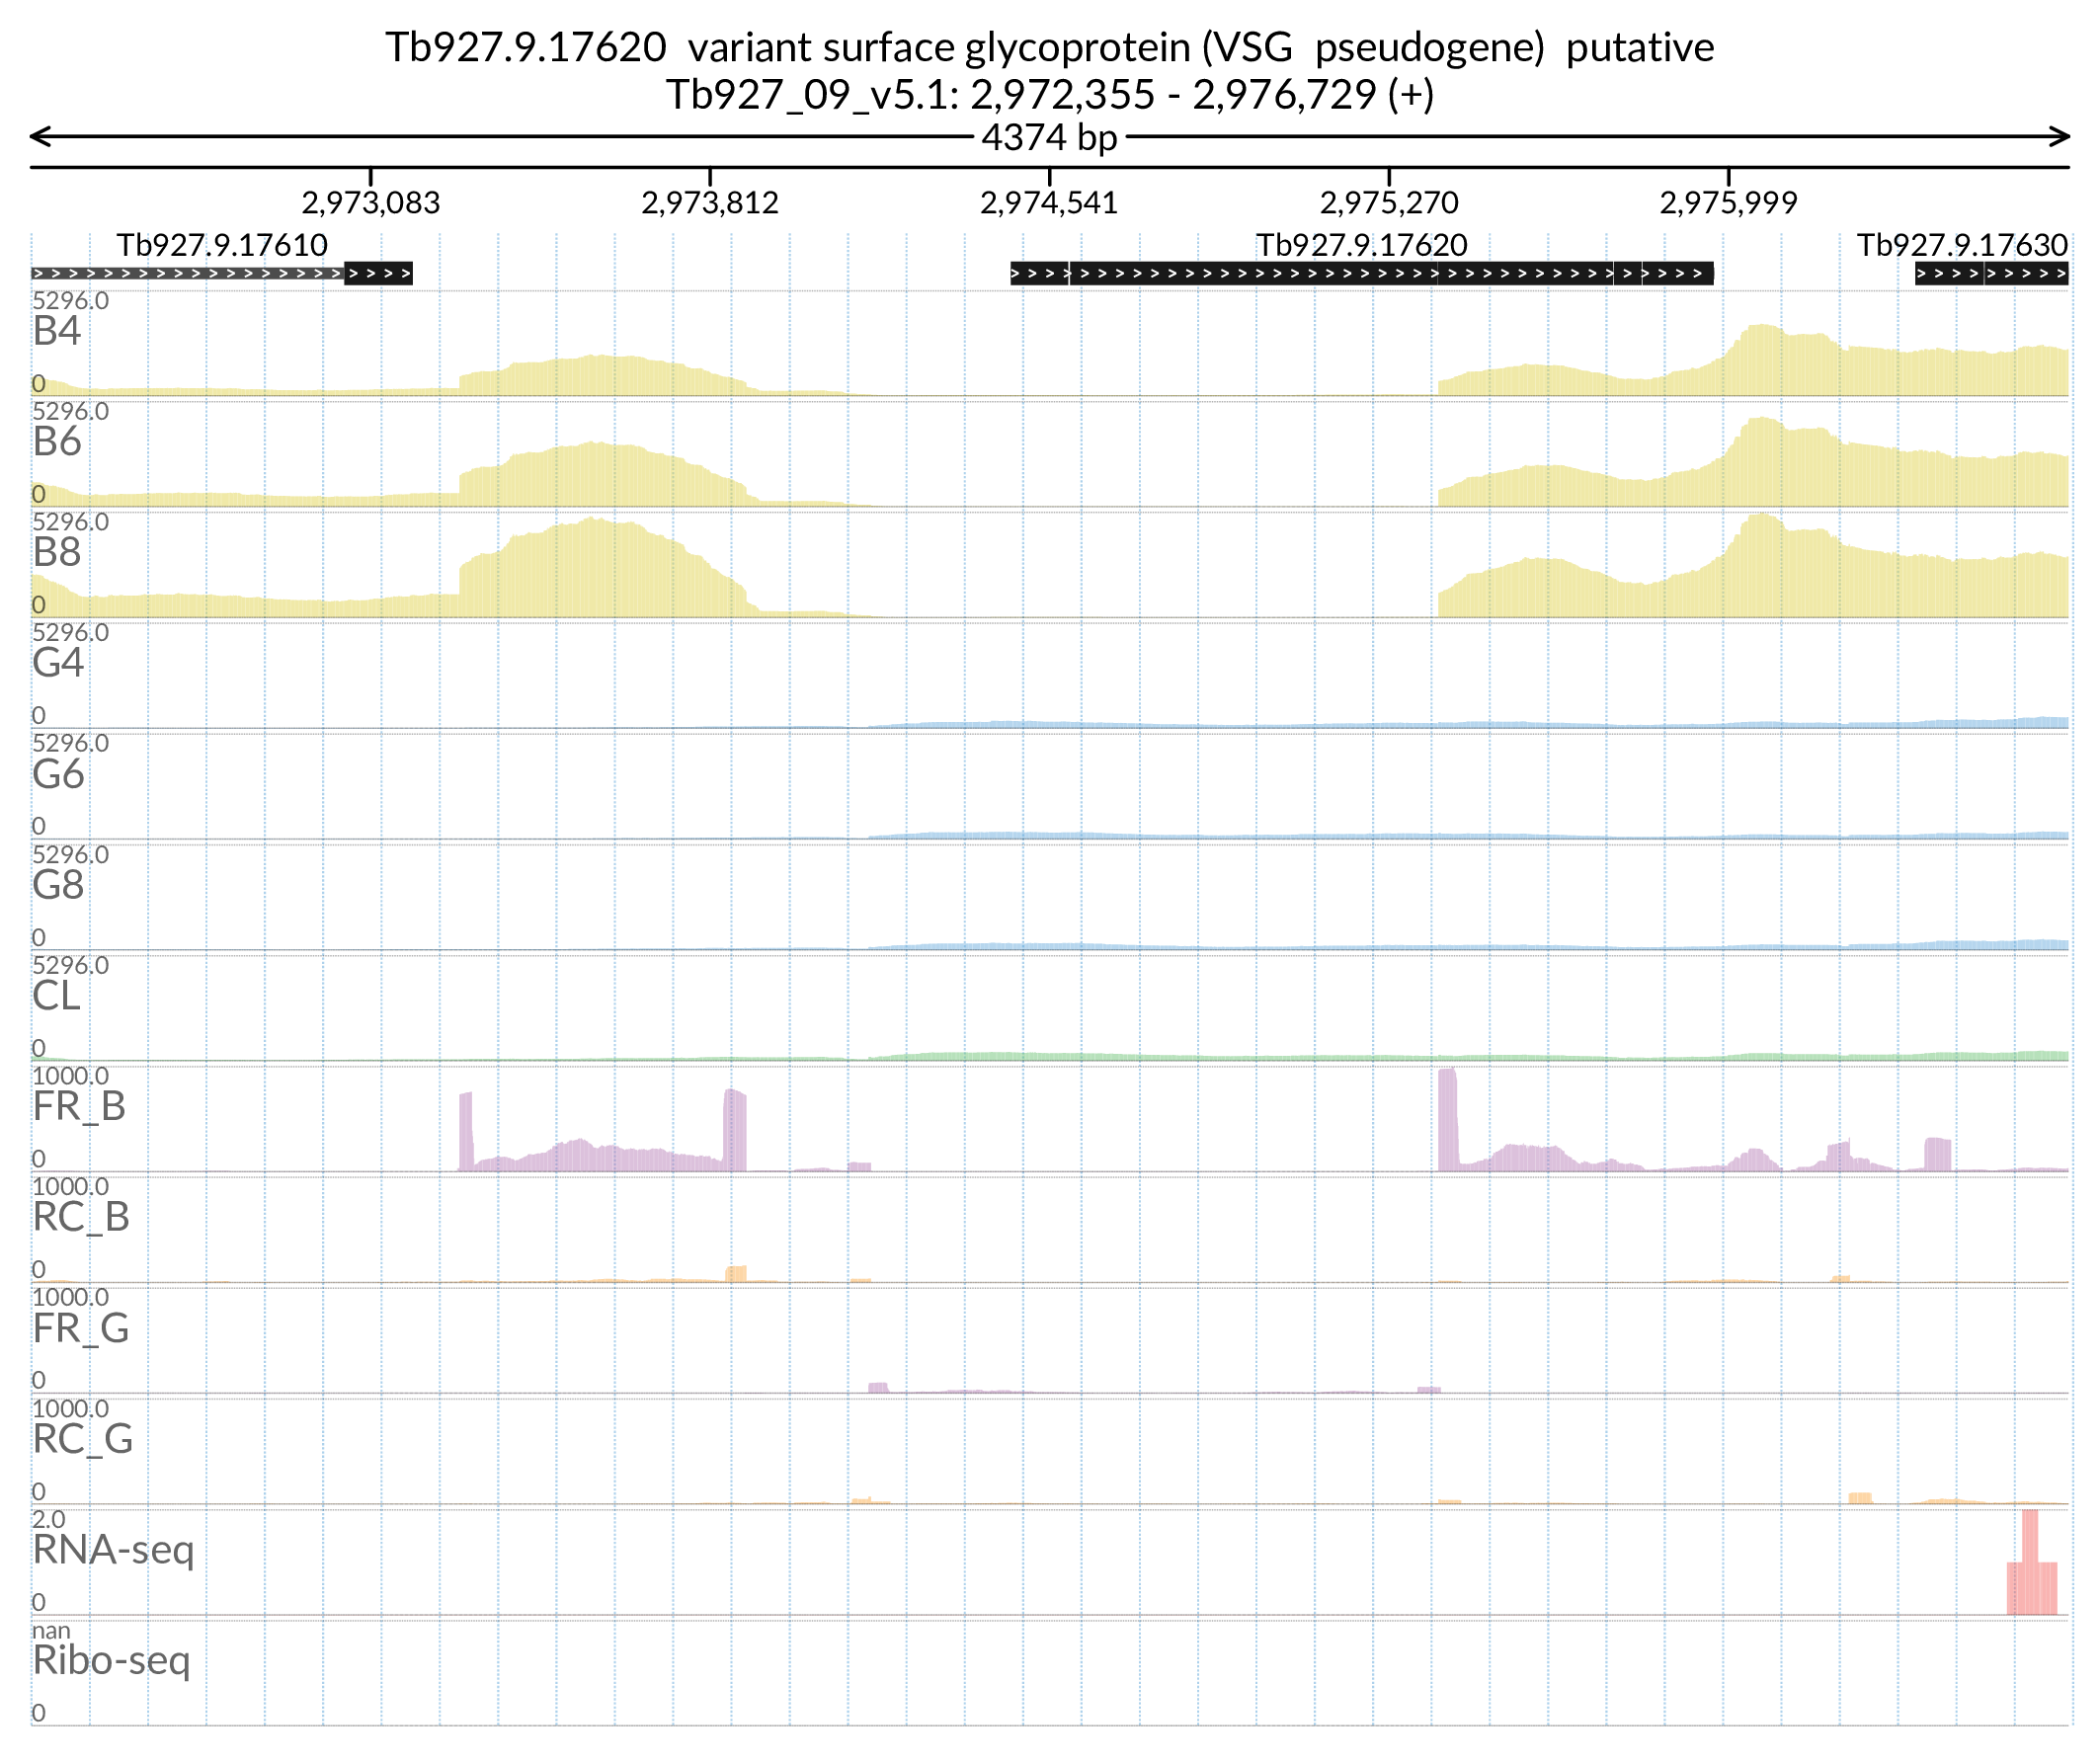 Tb927.9.17620  variant surface glycoprotein (VSG  pseudogene)  putative
Tb927_09_v5.1: 2,972,355 - 2,976,729 (+)
4374 bp
2,973,083 2,973,812 2,974,541 2,975,270 2,975,999
Tb927.9.17610 Tb927.9.17620 Tb927.9.17630
5296.0
B4
0
5296.0
B6
0
5296.0
B8
0
5296.0
G4
0
5296.0
G6
0
5296.0
G8
0
5296.0
CL
0
1000.0
FR_B
0
1000.0
RC_B
0
1000.0
FR_G
0
1000.0
RC_G
0
2.0
RNA-seq
0
nan
Ribo-seq
0